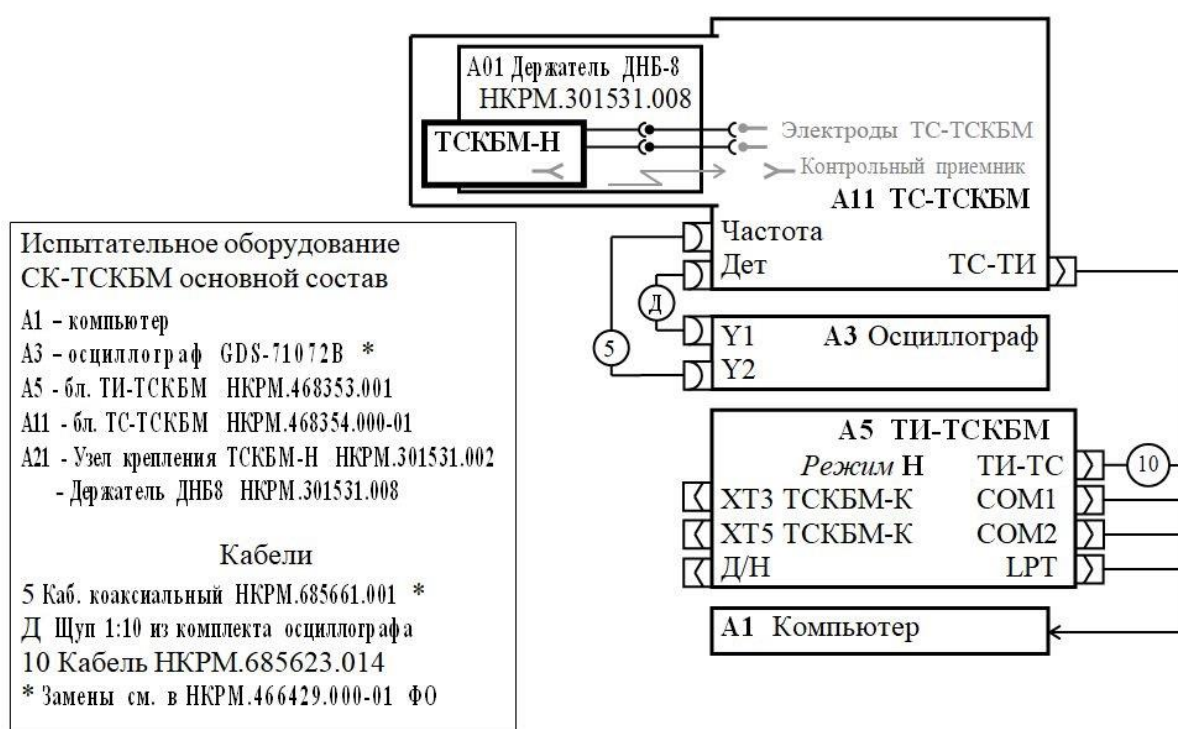 А01 Держатель ДНБ-8
НКРМ.301531.008
ТСКБМ-Н
Электроды ТС-ТСКБМ
Контрольный приемник
А11 ТС-ТСКБМ
Частота
Дет
ТС-ТИ
Д
5
Y1
А3 Осциллограф
Y2
А5 ТИ-ТСКБМ
Режим Н
ТИ-ТС
10
ХТ3 ТСКБМ-К
COM1
ХТ5 ТСКБМ-К
COM2
Д/Н
LPT
А1 Компьютер
Испытательное оборудование
СК-ТСКБМ основной состав
А1 – компьютер
А3 – осциллограф GDS-71072B *
А5 - бл. ТИ-ТСКБМ НКРМ.468353.001
А11 - бл. ТС-ТСКБМ НКРМ.468354.000-01
А21 - Узел крепления ТСКБМ-Н НКРМ.301531.002
- Держатель ДНБ8 НКРМ.301531.008
Кабели
5 Каб. коаксиальный НКРМ.685661.001 *
Д Щуп 1:10 из комплекта осциллографа
10 Кабель НКРМ.685623.014
* Замены см. в НКРМ.466429.000-01 ФО